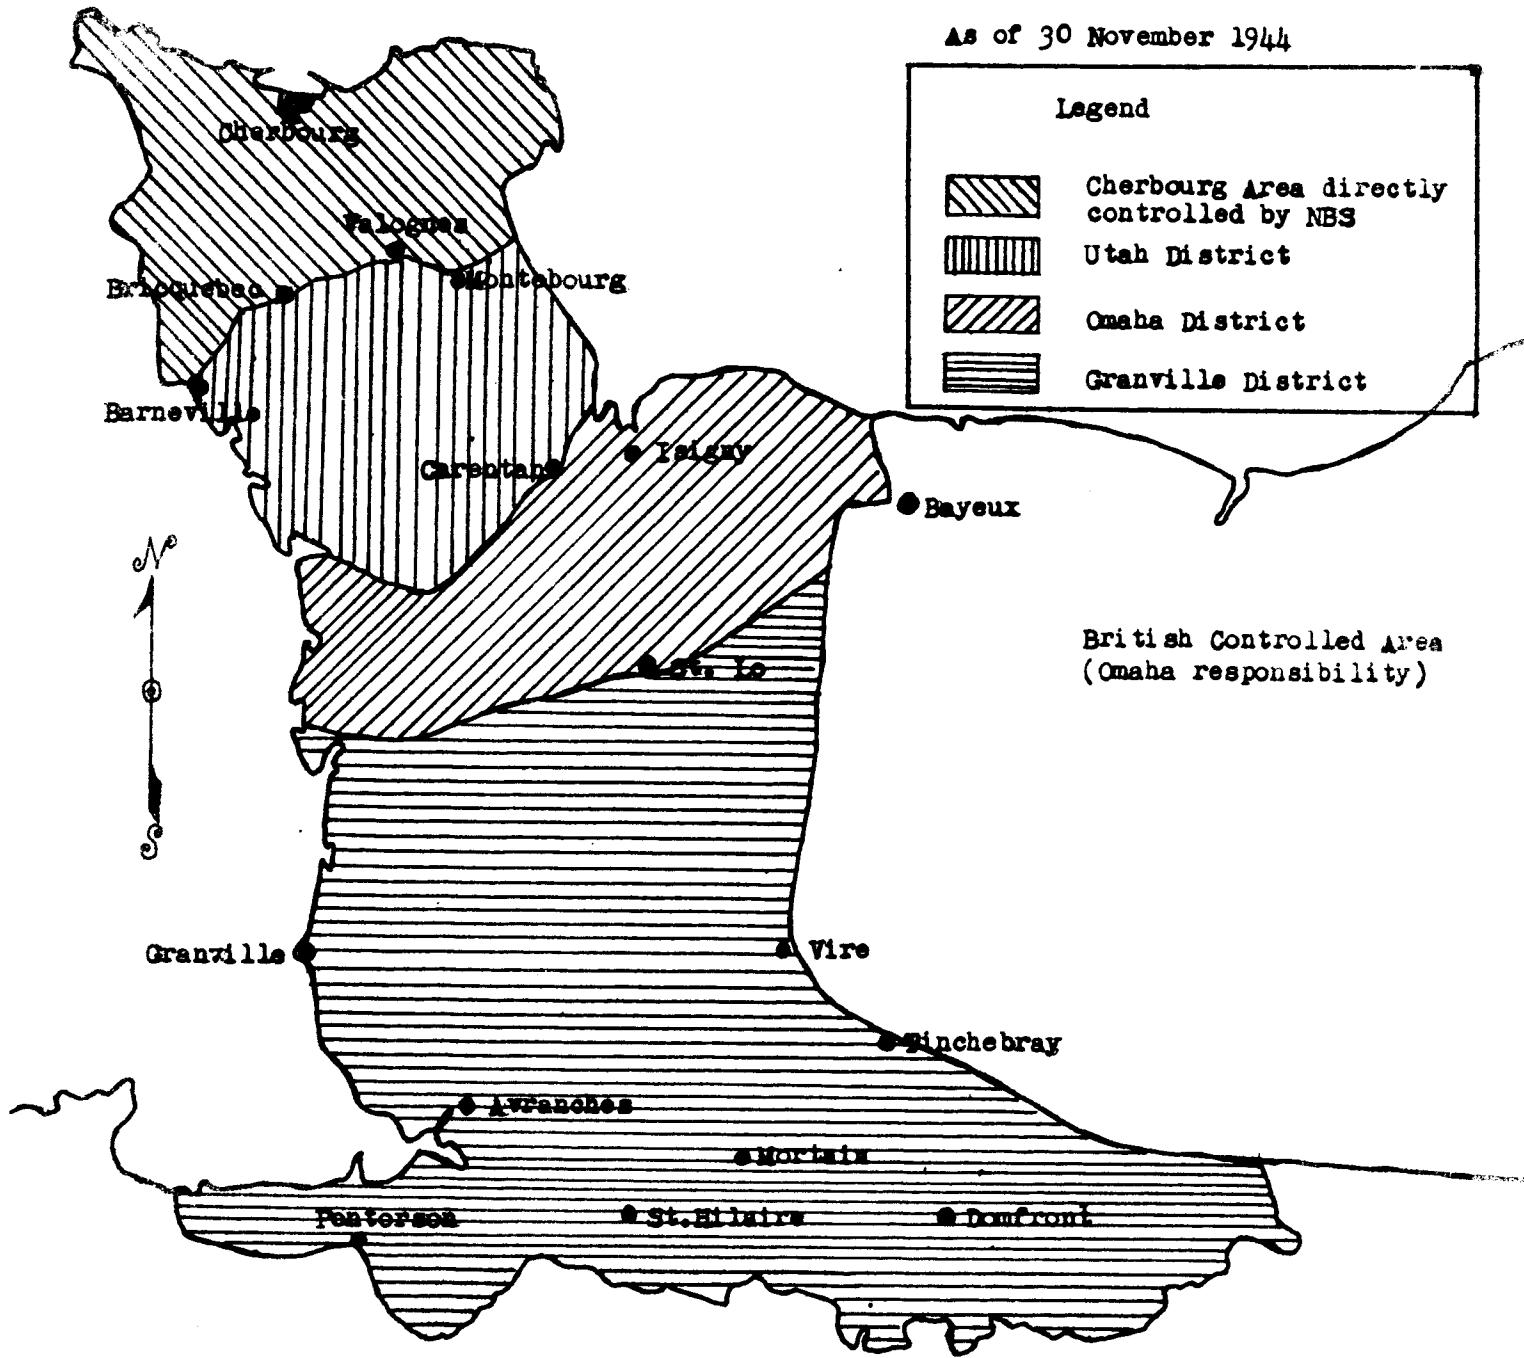 As of 30 November 1944
Legend
Cherbourg Area directly
controlled by NBS
Utah District
Omaha District
Granville District
Cherbourg
Valognes
Bricquebec
Montebourg
Barneville
Carentan
Isigny
Bayeux
N
S
British Controlled Area
(Omaha responsibility)
St. Lo
Granville
Vire
Tinchebray
Avranches
Mortain
Pontorson
St.Hilaire
Domfront